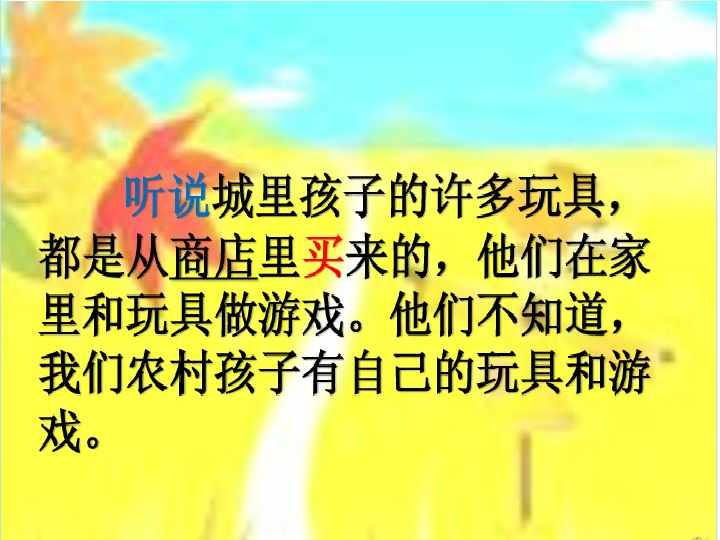 听说城里孩子的许多玩具，
都是从商店里买来的，他们在家
里和玩具做游戏。他们不知道，
我们农村孩子有自己的玩具和游
戏。